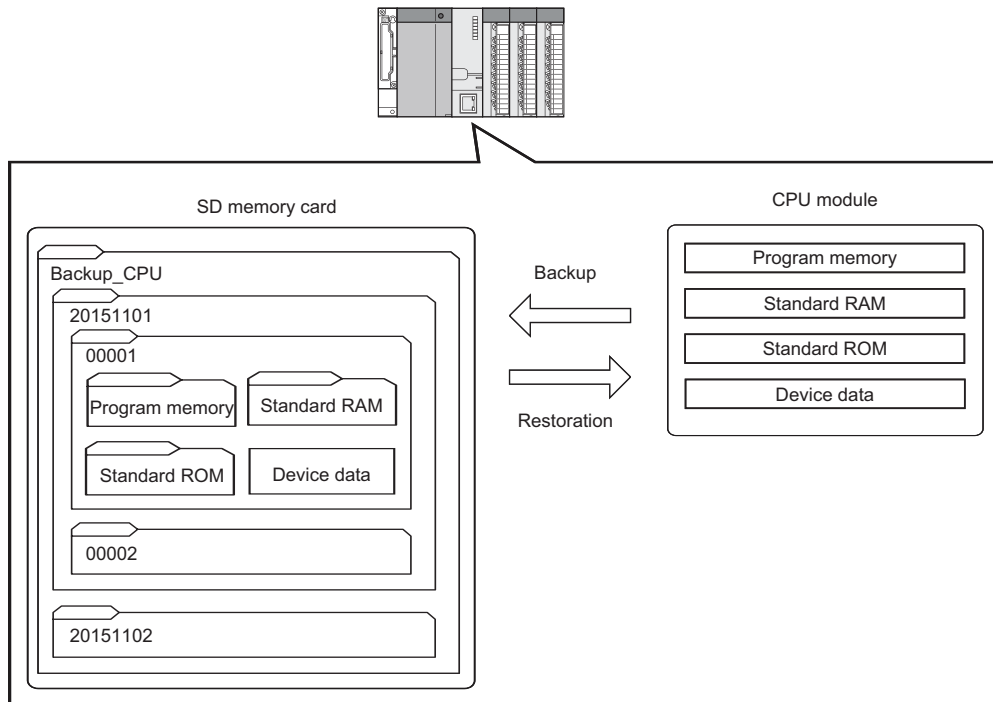 SD memory card
Backup_CPU
20151101
00001
Program memory
Standard RAM
Standard ROM
Device data
00002
20151102
Backup
Restoration
CPU module
Program memory
Standard RAM
Standard ROM
Device data